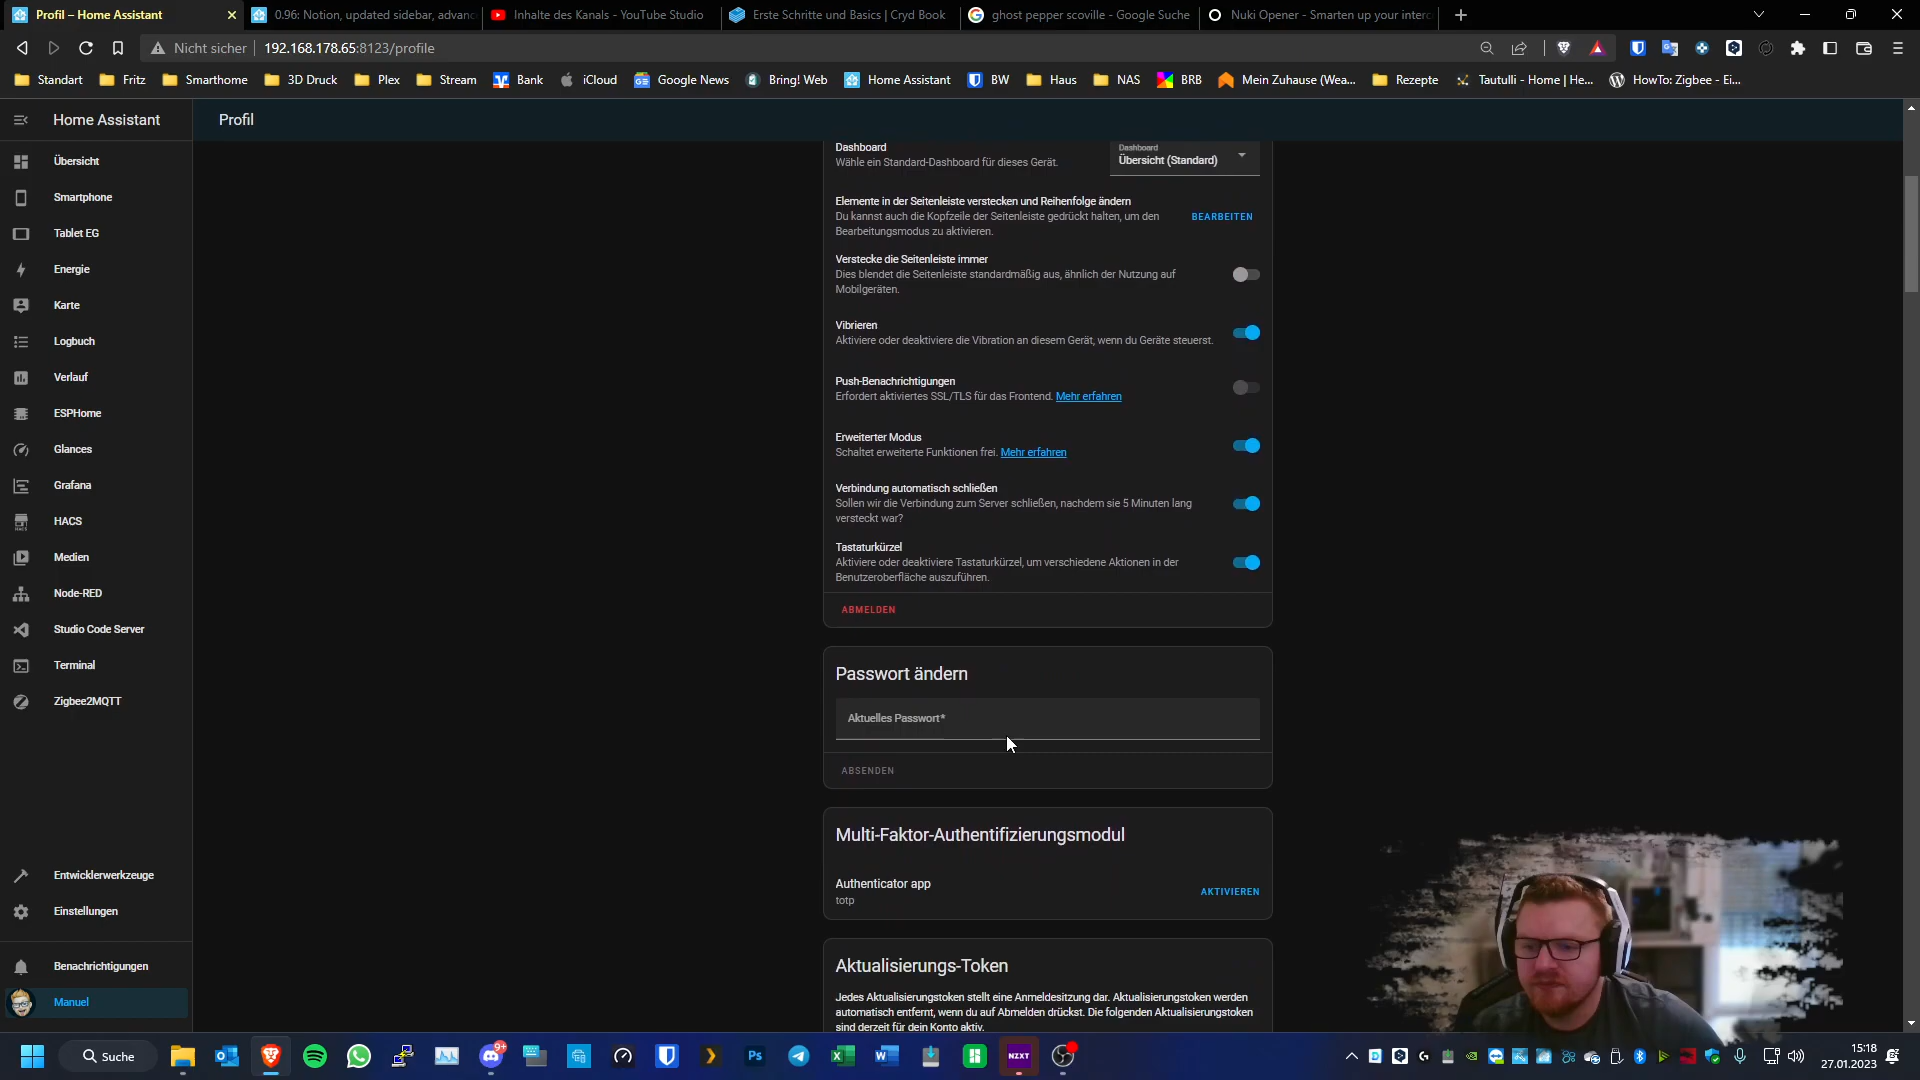 Profil – Home Assistant
0.96: Notion, updated sidebar, advanc
Inhalte des Kanals - YouTube Studio
Erste Schritte und Basics | Cryd Book
ghost pepper scoville - Google Suche
Nuki Opener - Smarten up your interc
Nicht sicher
192.168.178.65:8123/profile
Standart
Fritz
Smarthome
3D Druck
Plex
Stream
Bank
iCloud
Google News
Bring! Web
Home Assistant
BW
Haus
NAS
BRB
Mein Zuhause (Wea...
Rezepte
Tautulli - Home | He...
HowTo: Zigbee - Ei...
Home Assistant
Profil
Übersicht
Smartphone
Tablet EG
Energie
Karte
Logbuch
Verlauf
ESPHome
Glances
Grafana
HACS
Medien
Node-RED
Studio Code Server
Terminal
Zigbee2MQTT
Entwicklerwerkzeuge
Einstellungen
Benachrichtigungen
Manuel
Dashboard
Wähle ein Standard-Dashboard für dieses Gerät.
Dashboard
Übersicht (Standard)
Elemente in der Seitenleiste verstecken und Reihenfolge ändern
Du kannst auch die Kopfzeile der Seitenleiste gedrückt halten, um den
Bearbeitungsmodus zu aktivieren.
BEARBEITEN
Verstecke die Seitenleiste immer
Dies blendet die Seitenleiste standardmäßig aus, ähnlich der Nutzung auf
Mobilgeräten.
Vibrieren
Aktiviere oder deaktiviere die Vibration an diesem Gerät, wenn du Geräte steuerst.
Push-Benachrichtigungen
Erfordert aktiviertes SSL/TLS für das Frontend. Mehr erfahren
Erweiterter Modus
Schaltet erweiterte Funktionen frei. Mehr erfahren
Verbindung automatisch schließen
Sollen wir die Verbindung zum Server schließen, nachdem sie 5 Minuten lang
versteckt war?
Tastaturkürzel
Aktiviere oder deaktiviere Tastaturkürzel, um verschiedene Aktionen in der
Benutzeroberfläche auszuführen.
ABMELDEN
Passwort ändern
Aktuelles Passwort*
ABSENDEN
Multi-Faktor-Authentifizierungsmodul
Authenticator app
totp
AKTIVIEREN
Aktualisierungs-Token
Jedes Aktualisierungstoken stellt eine Anmeldesitzung dar. Aktualisierungstoken werden
automatisch entfernt, wenn du auf Abmelden drückst. Die folgenden Aktualisierungstoken
sind derzeit für dein Konto aktiv.
Suche
9+
Ps
NZXT
15:18
27.01.2023